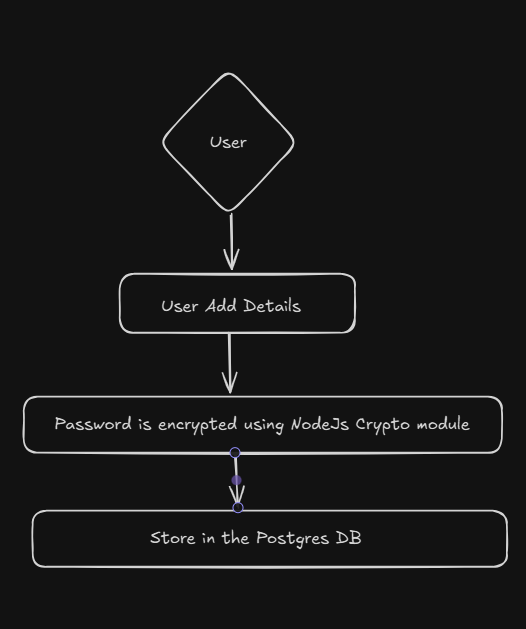 User
User Add Details
Password is encrypted using NodeJs Crypto module
Store in the Postgres DB